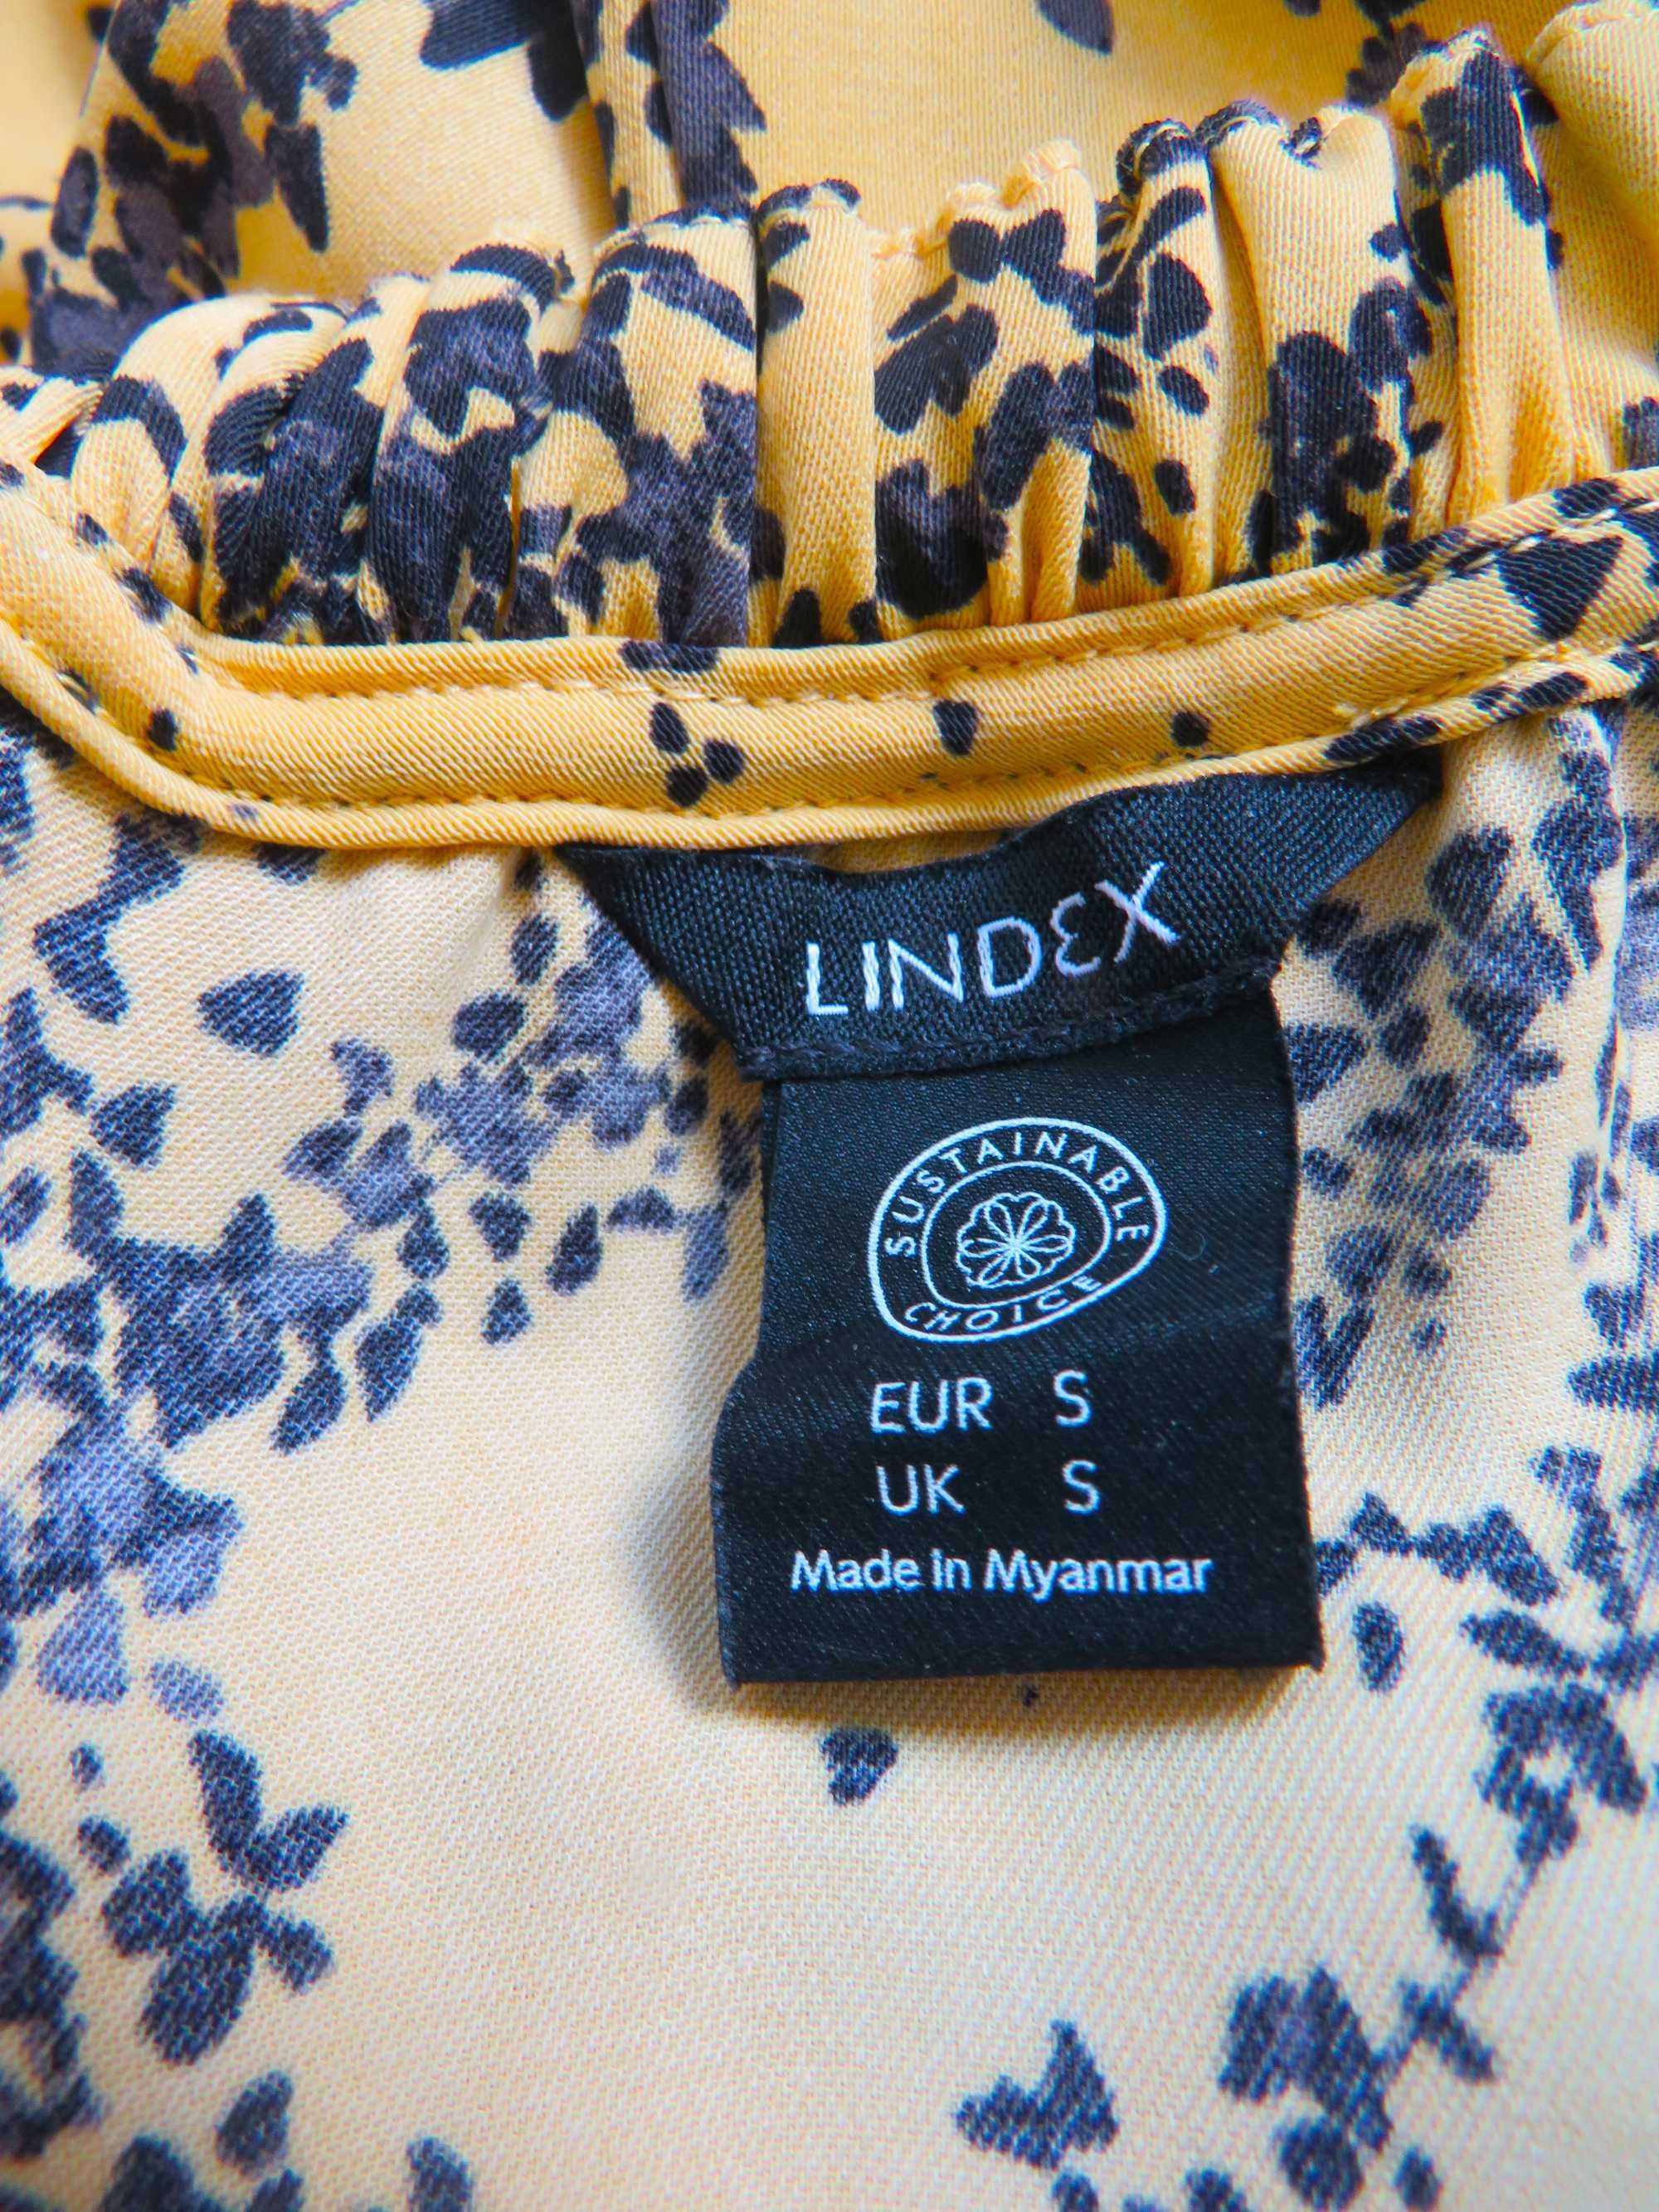 LINDEX
SUSTAINABLE
CHOICE
EUR S
UK S
Made in Myanmar